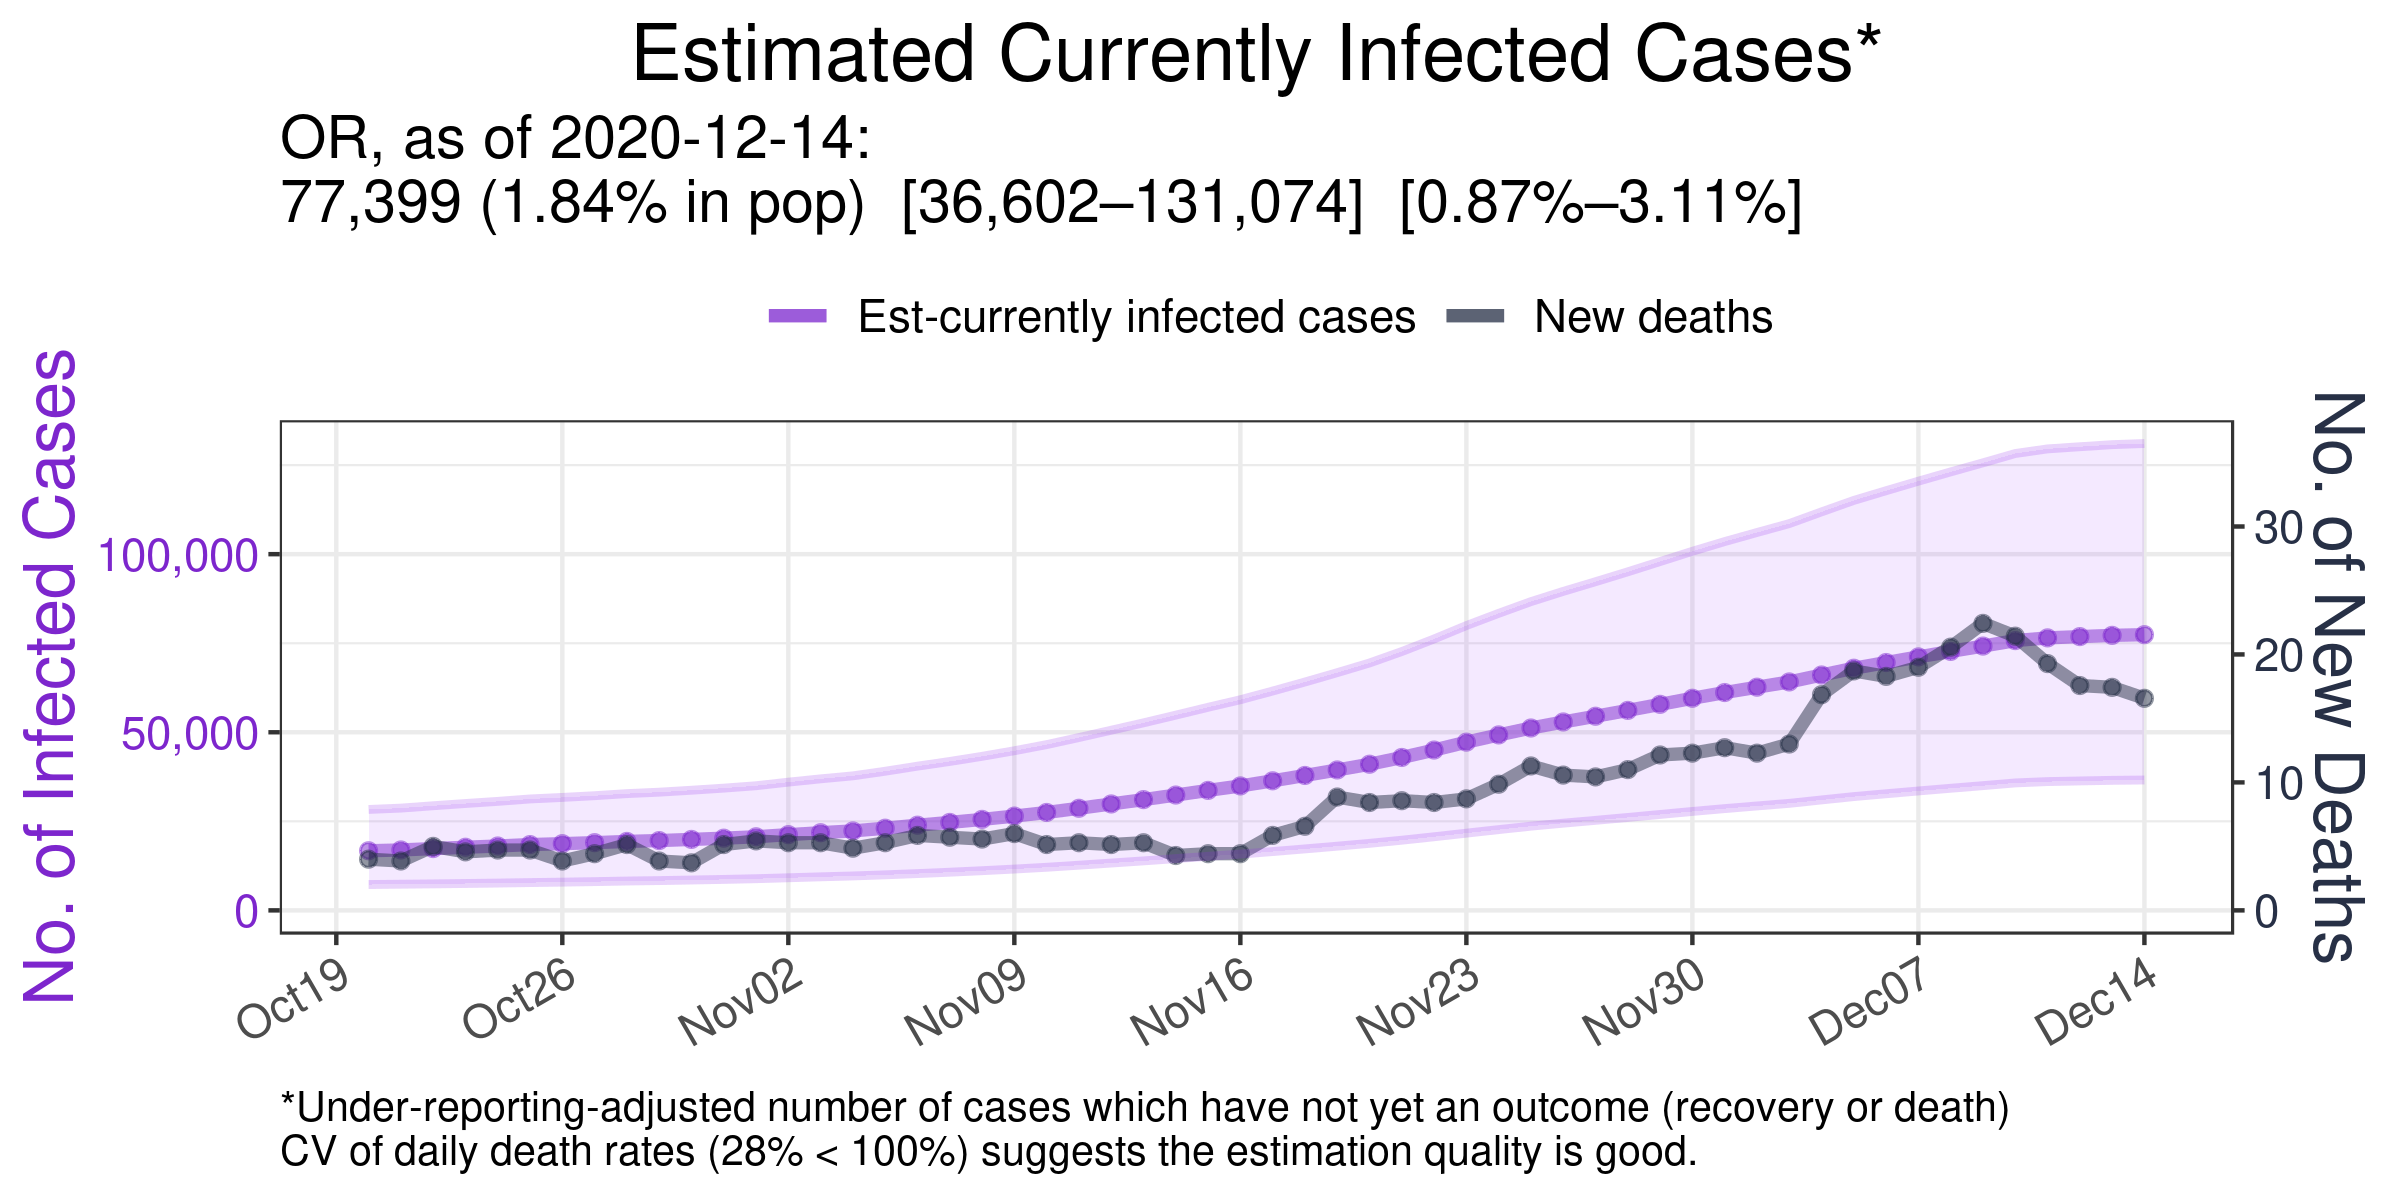 Estimated Currently Infected Cases*
OR, as of 2020-12-14:
77,399 (1.84% in pop)  [36,602–131,074]  [0.87%–3.11%]
Est-currently infected cases
New deaths
No. of Infected Cases
100,000
50,000
0
No. of New Deaths
30
20
10
0
Oct19
Oct26
Nov02
Nov09
Nov16
Nov23
Nov30
Dec07
Dec14
*Under-reporting-adjusted number of cases which have not yet an outcome (recovery or death)
CV of daily death rates (28% < 100%) suggests the estimation quality is good.